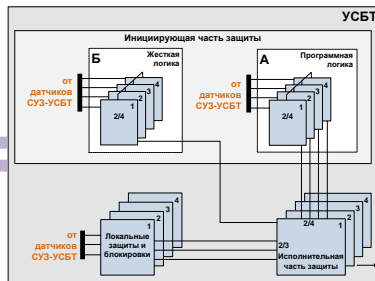 УСБТ
Инициирующая часть защиты
Б
Жесткая
логика
от
датчиков
СУЗ-УСБТ
4
3
2
1
2/4
А
Программная
логика
от
датчиков
СУЗ-УСБТ
4
3
2
1
2/4
от
датчиков
СУЗ-УСБТ
4
3
2
1
Локальные
защиты и
блокировки
4
3
2
1
2/4
2/3
Исполнительная
часть защиты